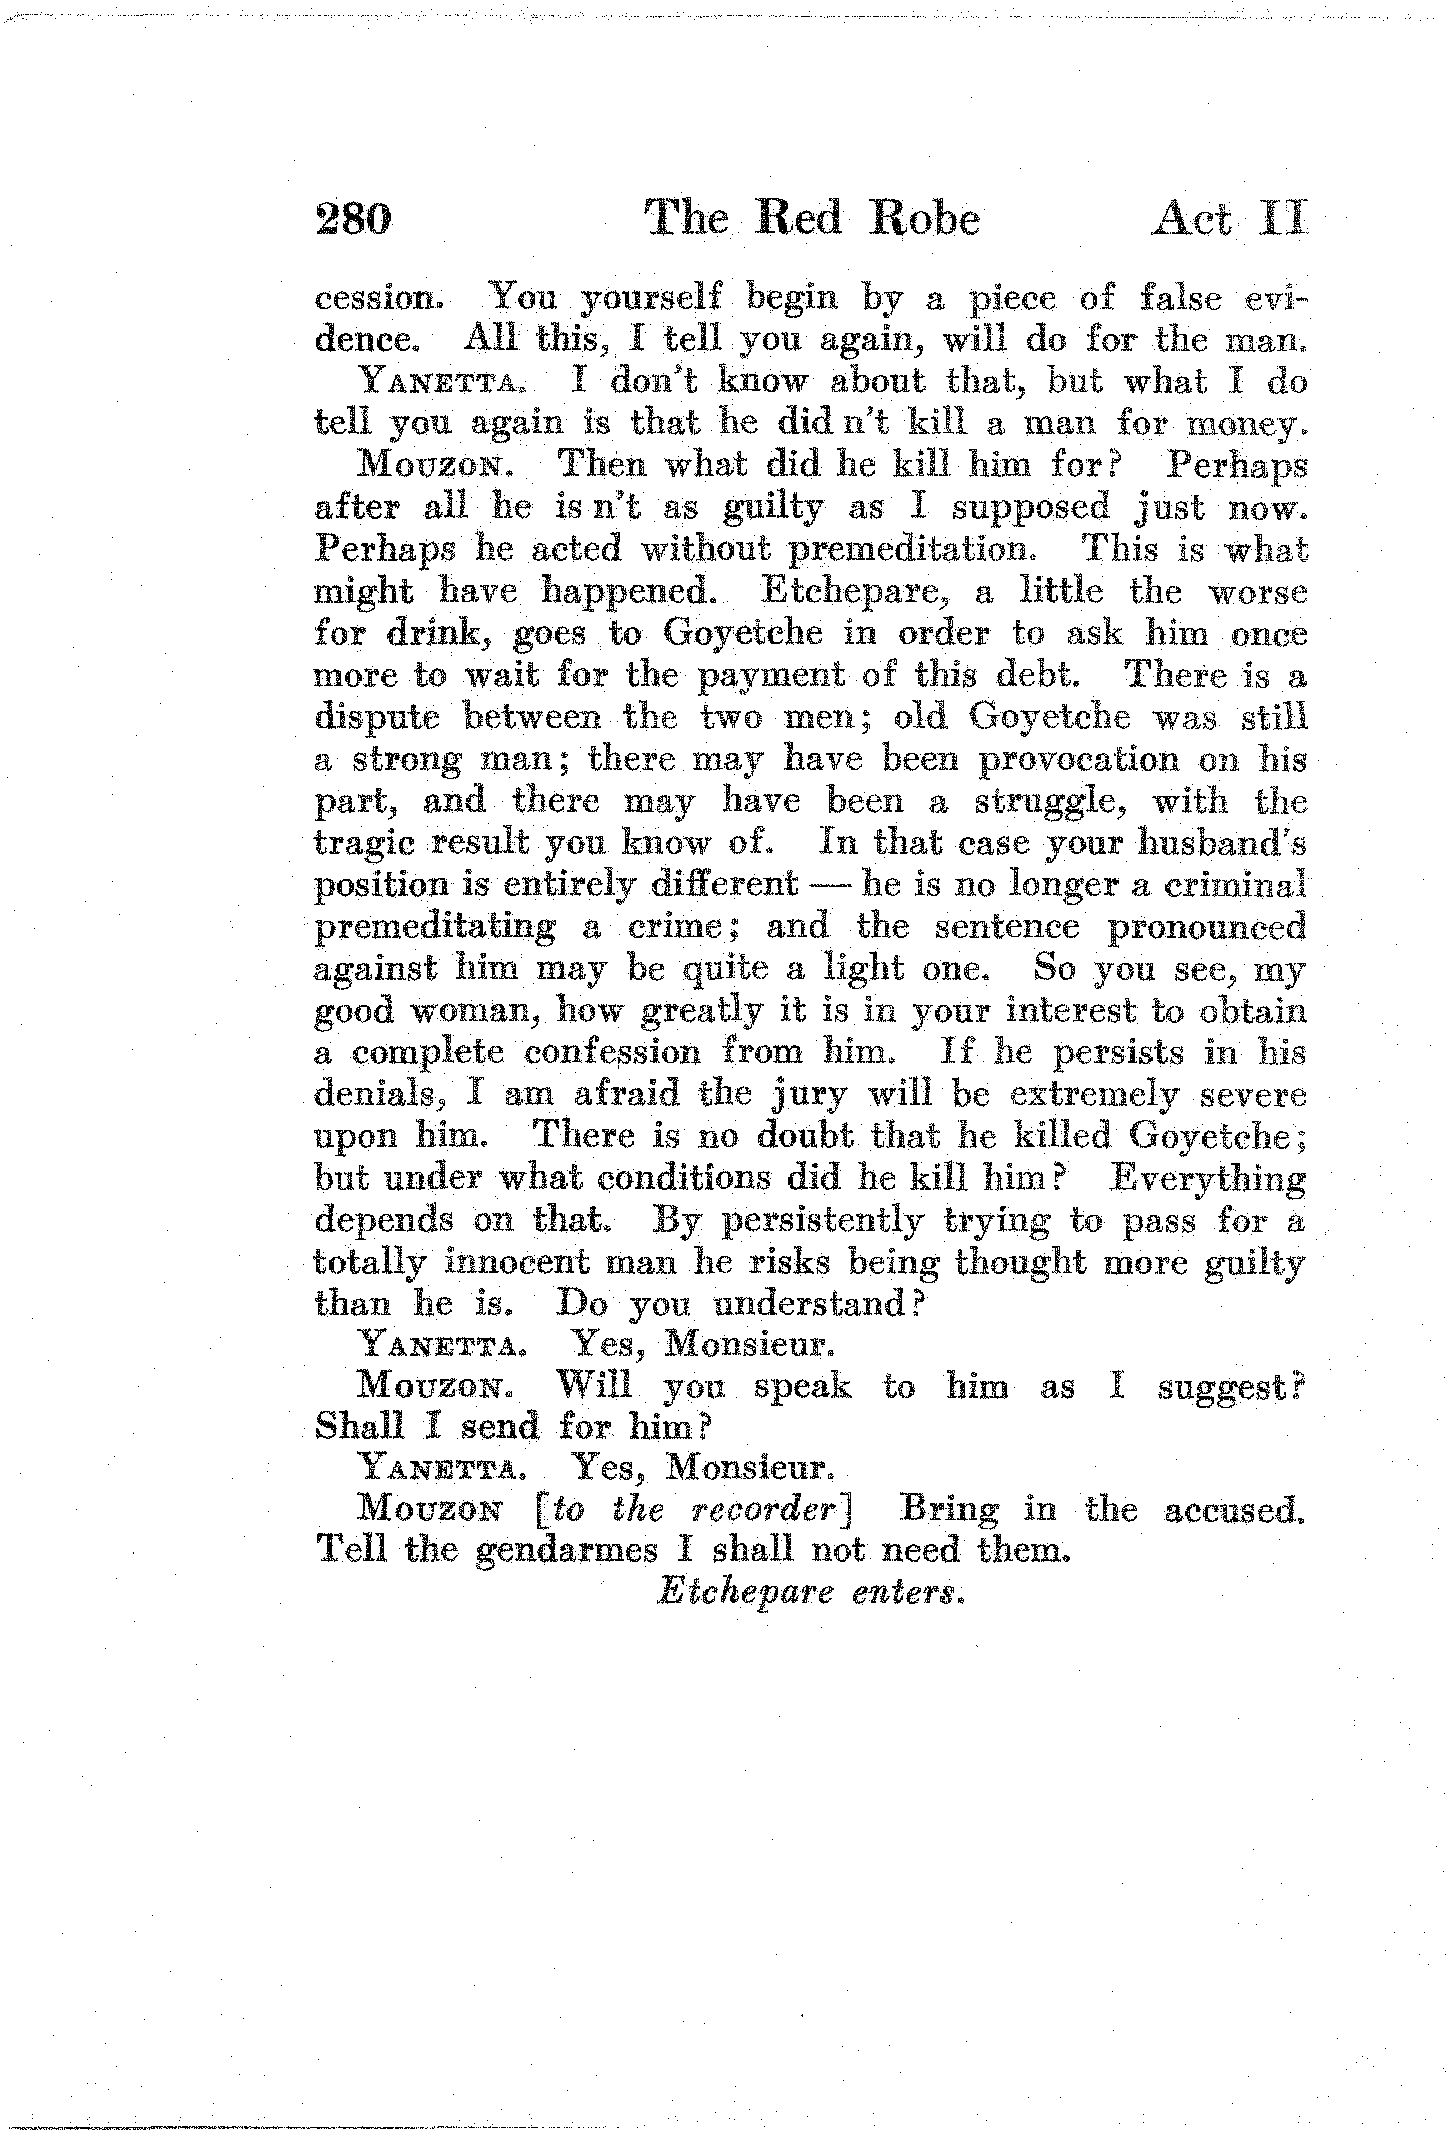 280 The Red Robe Act II
cession. You yourself begin by a piece of false evi-
dence. All this, I tell you again, will do for the man.
YANETTA. I don't know about that, but what I do
tell you again is that he did n't kill a man for money.
MOUZON. Then what did he kill him for? Perhaps
after all he is n't as guilty as I supposed just now.
Perhaps he acted without premeditation. This is what
might have happened. Etchepare, a little the worse
for drink, goes to Goyetche in order to ask him once
more to wait for the payment of this debt. There is a
dispute between the two men; old Goyetche was still
a strong man; there may have been provocation on his
part, and there may have been a struggle, with the
tragic result you know of. In that case your husband's
position is entirely different — he is no longer a criminal
premeditating a crime; and the sentence pronounced
against him may be quite a light one. So you see, my
good woman, how greatly it is in your interest to obtain
a complete confession from him. If he persists in his
denials, I am afraid the jury will be extremely severe
upon him. There is no doubt that he killed Goyetche;
but under what conditions did he kill him? Everything
depends on that. By persistently trying to pass for a
totally innocent man he risks being thought more guilty
than he is. Do you understand?
YANETTA. Yes, Monsieur.
MOUZON. Will you speak to him as I suggest?
Shall I send for him?
YANETTA. Yes, Monsieur.
MOUZON [to the recorder] Bring in the accused.
Tell the gendarmes I shall not need them.
Etchepare enters.